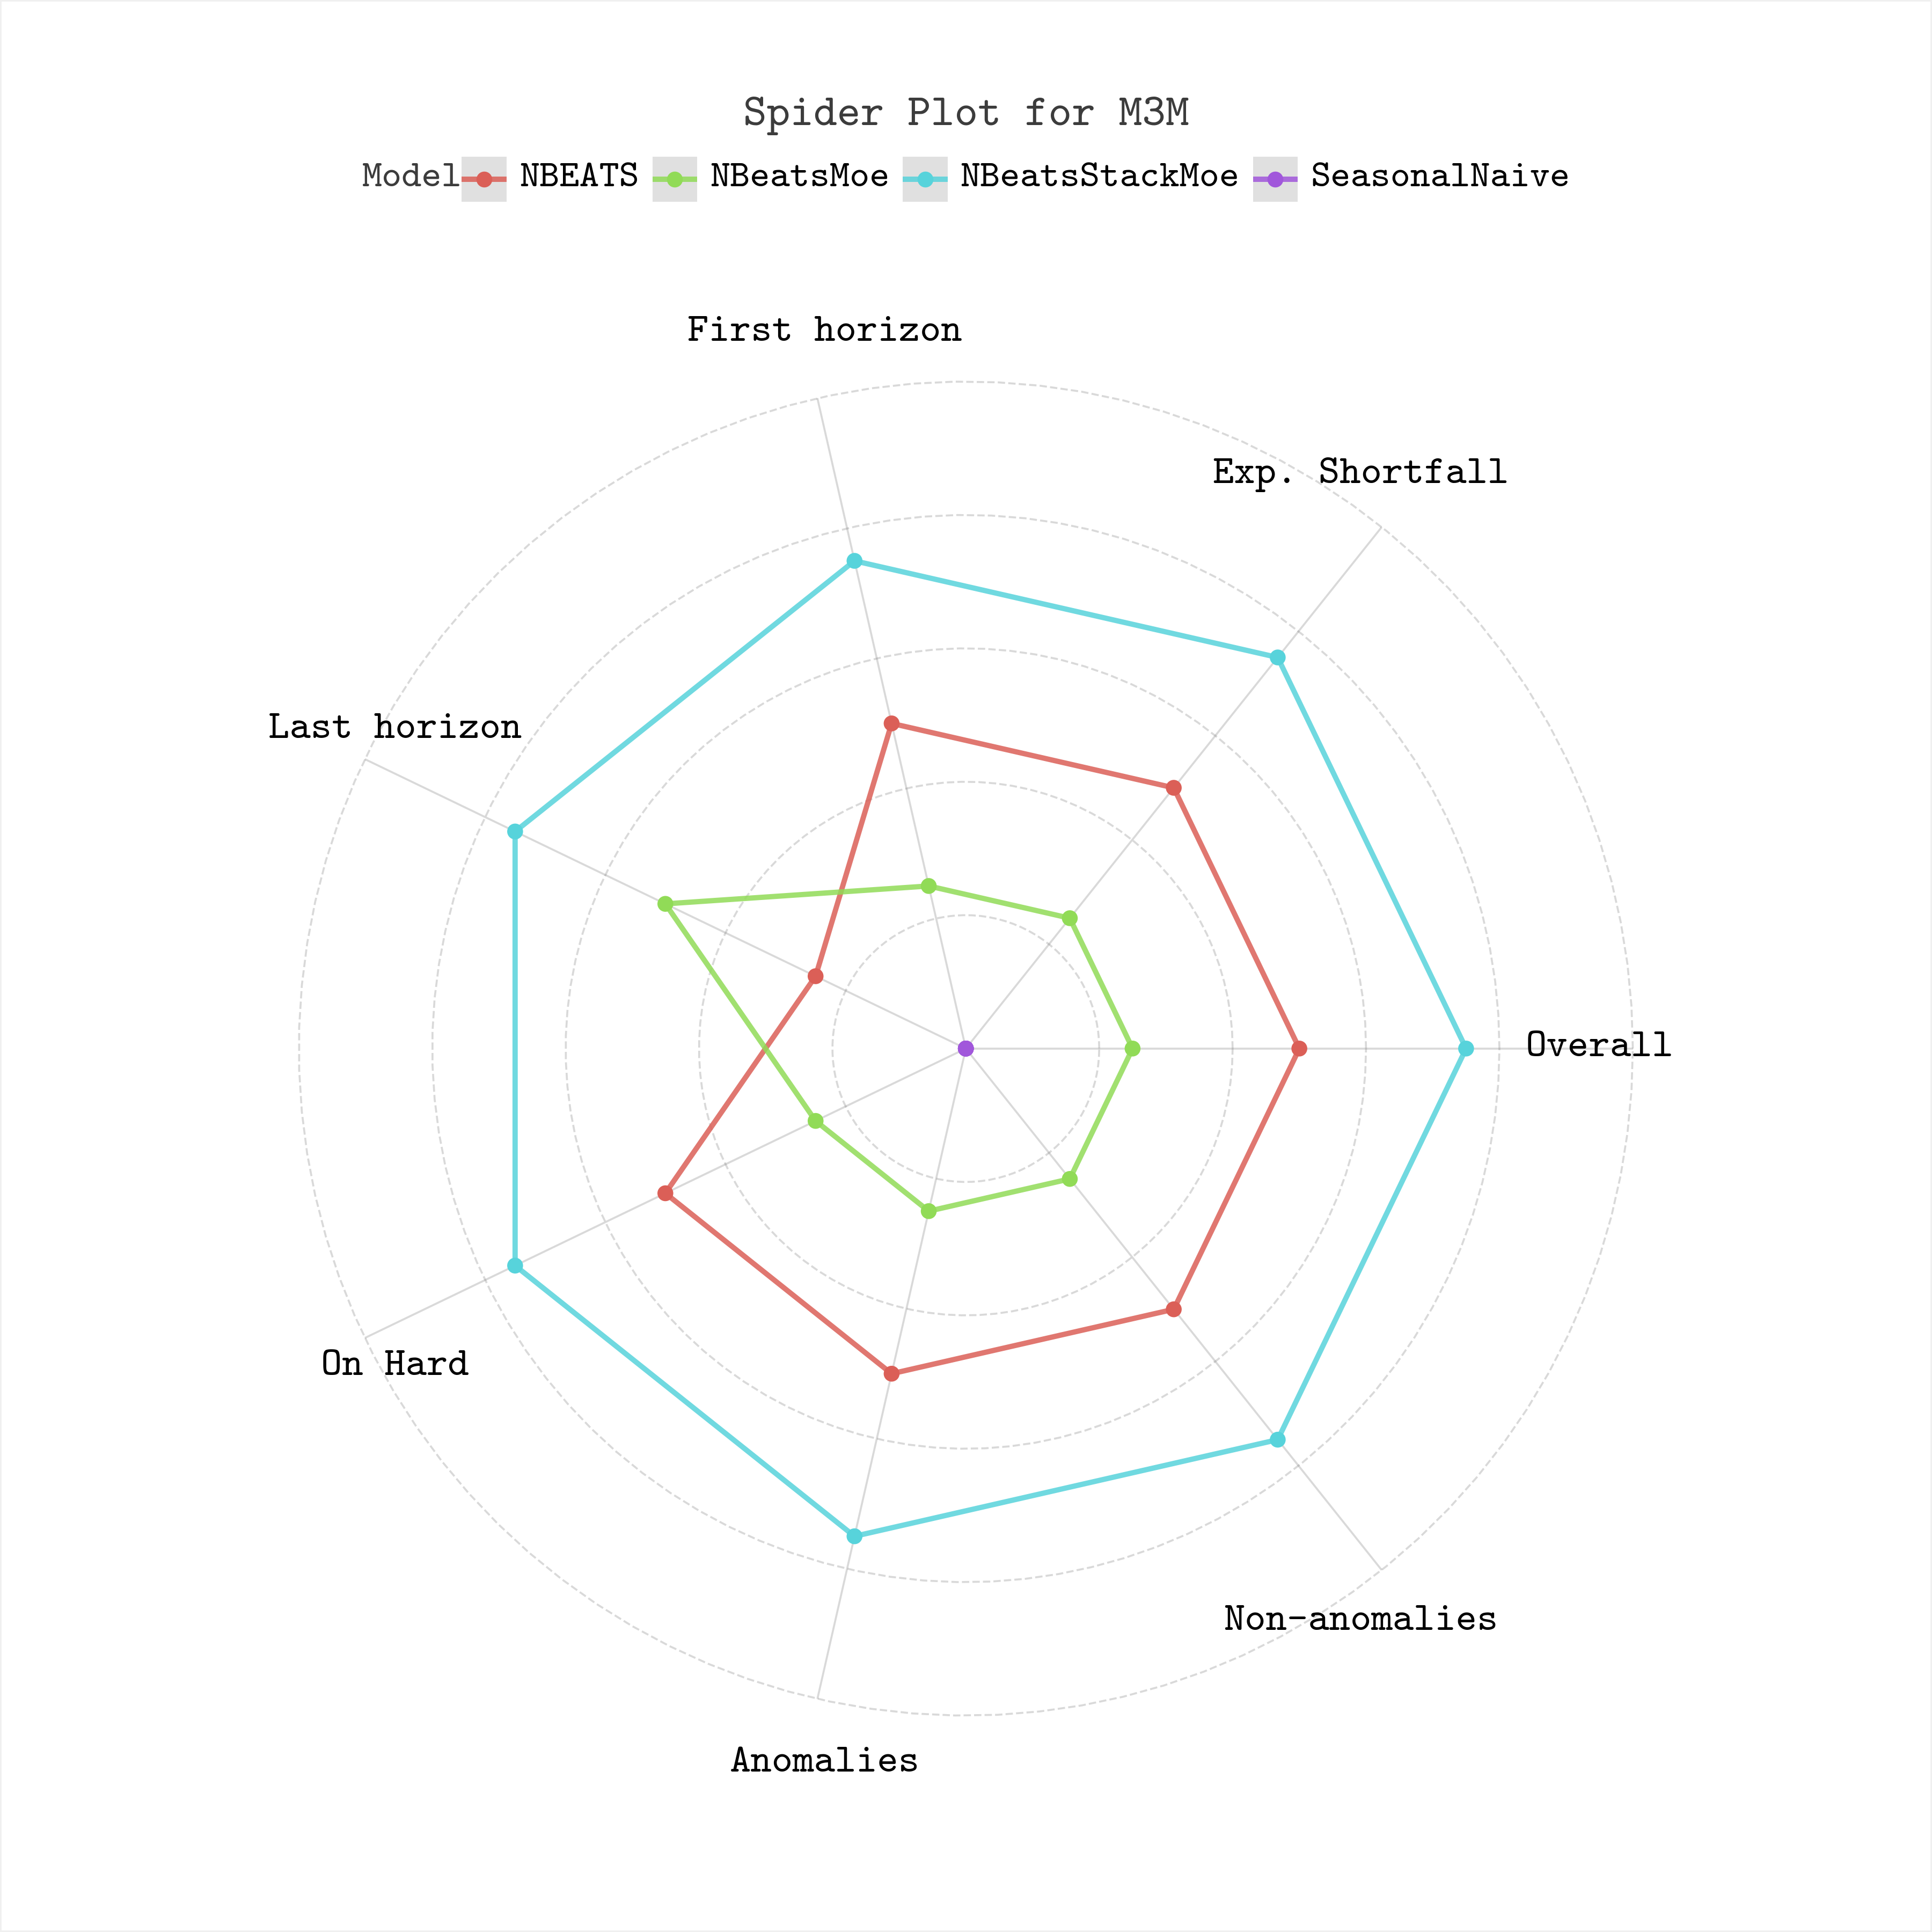 Spider Plot for M3M
Model NBEATS NBeatsMoe NBeatsStackMoe SeasonalNaive
First horizon
Exp. Shortfall
Last horizon
Overall
On Hard
Non-anomalies
Anomalies